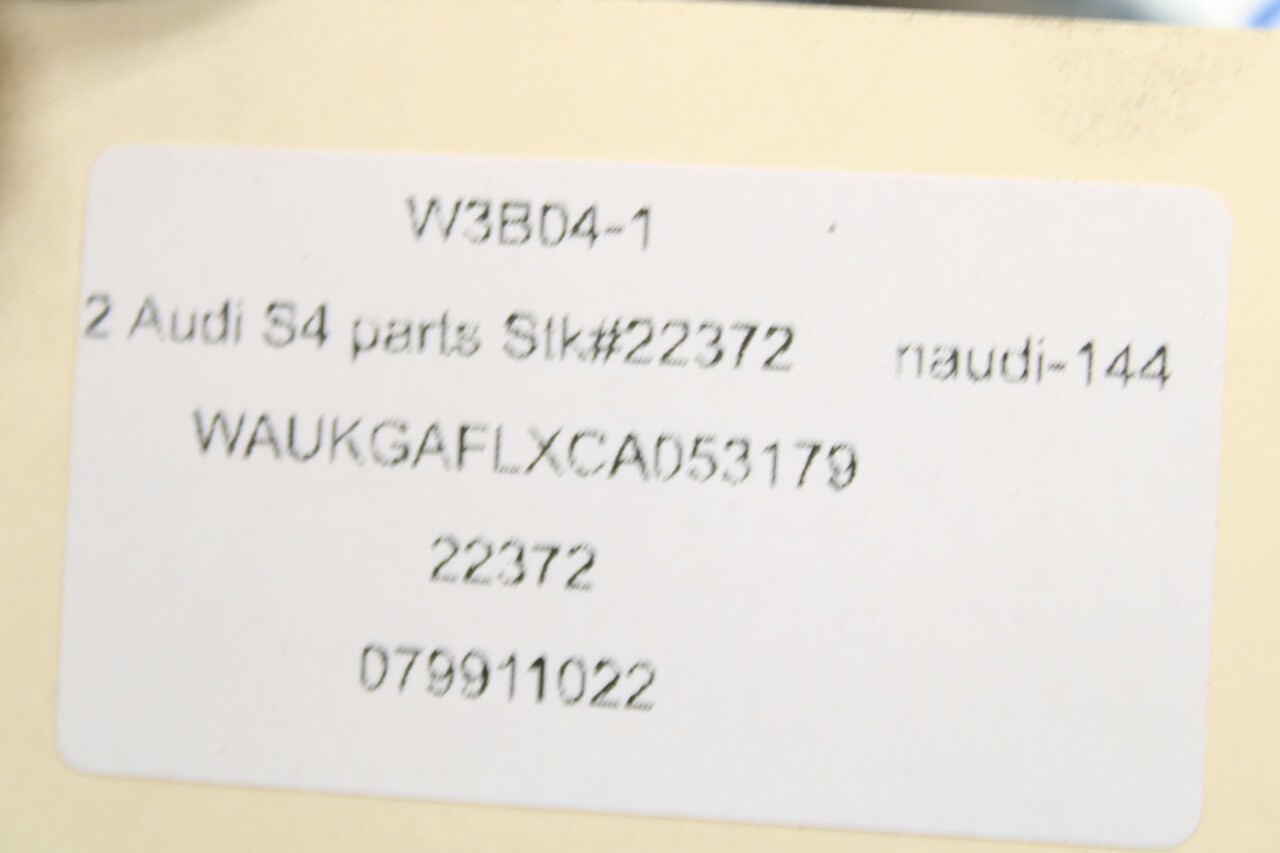 W3B04-1
2 Audi S4 parts Stk#22372 naudi-144
WAUKGAFLXCA053179
22372
079911022